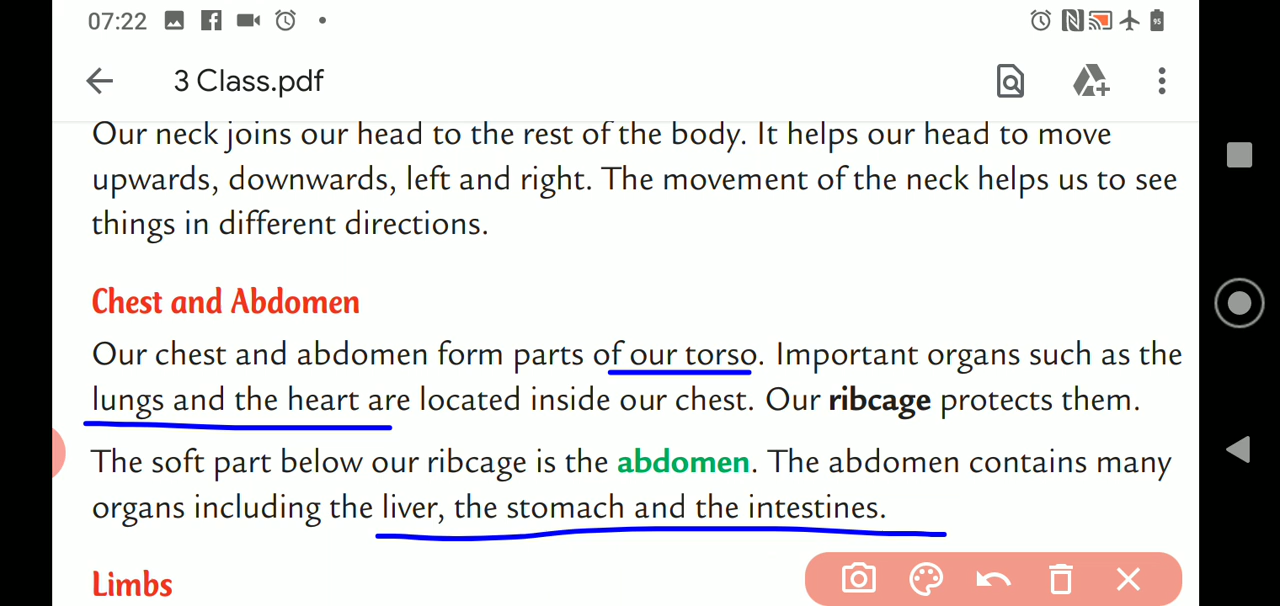 07:22
95
3 Class.pdf
Our neck joins our head to the rest of the body. It helps our head to move
upwards, downwards, left and right. The movement of the neck helps us to see
things in different directions.
Chest and Abdomen
Our chest and abdomen form parts of our torso. Important organs such as the
lungs and the heart are located inside our chest. Our ribcage protects them.
The soft part below our ribcage is the abdomen. The abdomen contains many
organs including the liver, the stomach and the intestines.
Limbs